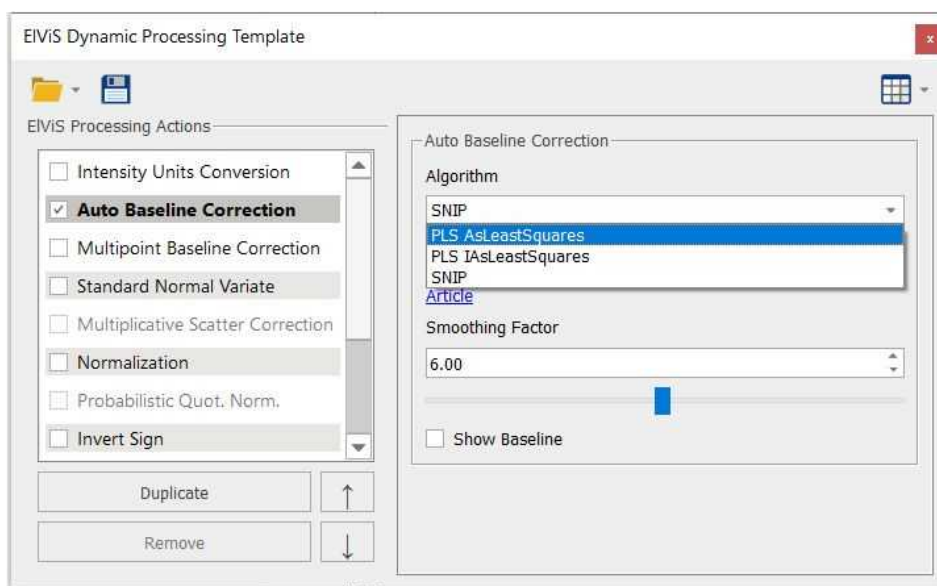 ElViS Dynamic Processing Template
x
ElViS Processing Actions
Intensity Units Conversion
Auto Baseline Correction
Multipoint Baseline Correction
Standard Normal Variate
Multiplicative Scatter Correction
Normalization
Probabilistic Quot. Norm.
Invert Sign
Duplicate
Remove
Auto Baseline Correction
Algorithm
SNIP
PLS AsLeastSquares
PLS IAsLeastSquares
SNIP
Article
Smoothing Factor
6.00
Show Baseline